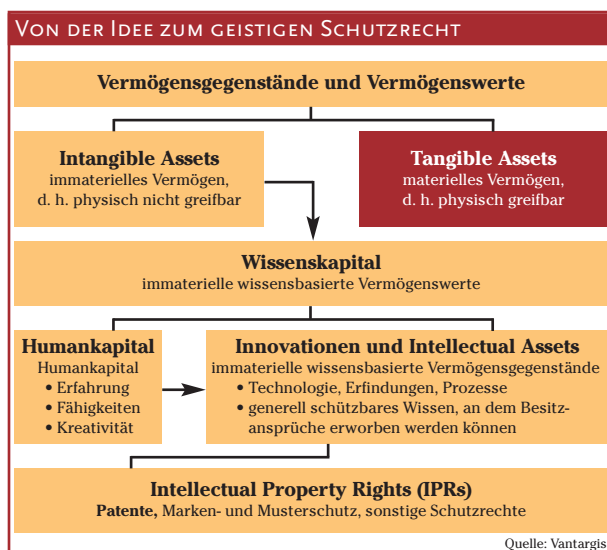 Von der Idee zum geistigen Schutzrecht
Vermögensgegenstände und Vermögenswerte
Intangible Assets
immaterielles Vermögen,
d. h. physisch nicht greifbar
Tangible Assets
materielles Vermögen,
d. h. physisch greifbar
Wissenskapital
immaterielle wissensbasierte Vermögenswerte
Humankapital
Humankapital
• Erfahrung
• Fähigkeiten
• Kreativität
Innovationen und Intellectual Assets
immaterielle wissensbasierte Vermögensgegenstände
• Technologie, Erfindungen, Prozesse
• generell schützbares Wissen, an dem Besitz-
ansprüche erworben werden können
Intellectual Property Rights (IPRs)
Patente, Marken- und Musterschutz, sonstige Schutzrechte
Quelle: Vantargis